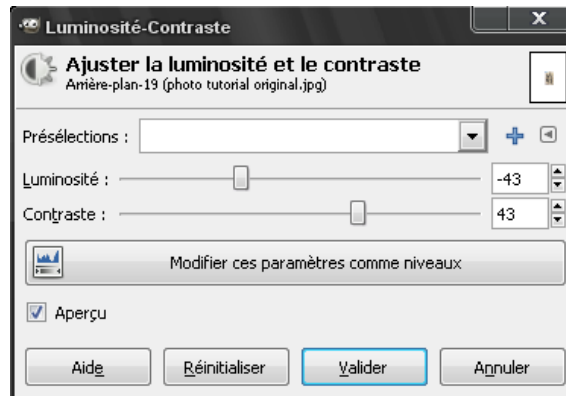 Luminosité-Contraste
Ajuster la luminosité et le contraste
Arrière-plan-19 (photo tutorial original.jpg)
Présélections :
Luminosité : -43
Contraste : 43
Modifier ces paramètres comme niveaux
Aperçu
Aide Réinitialiser Valider Annuler